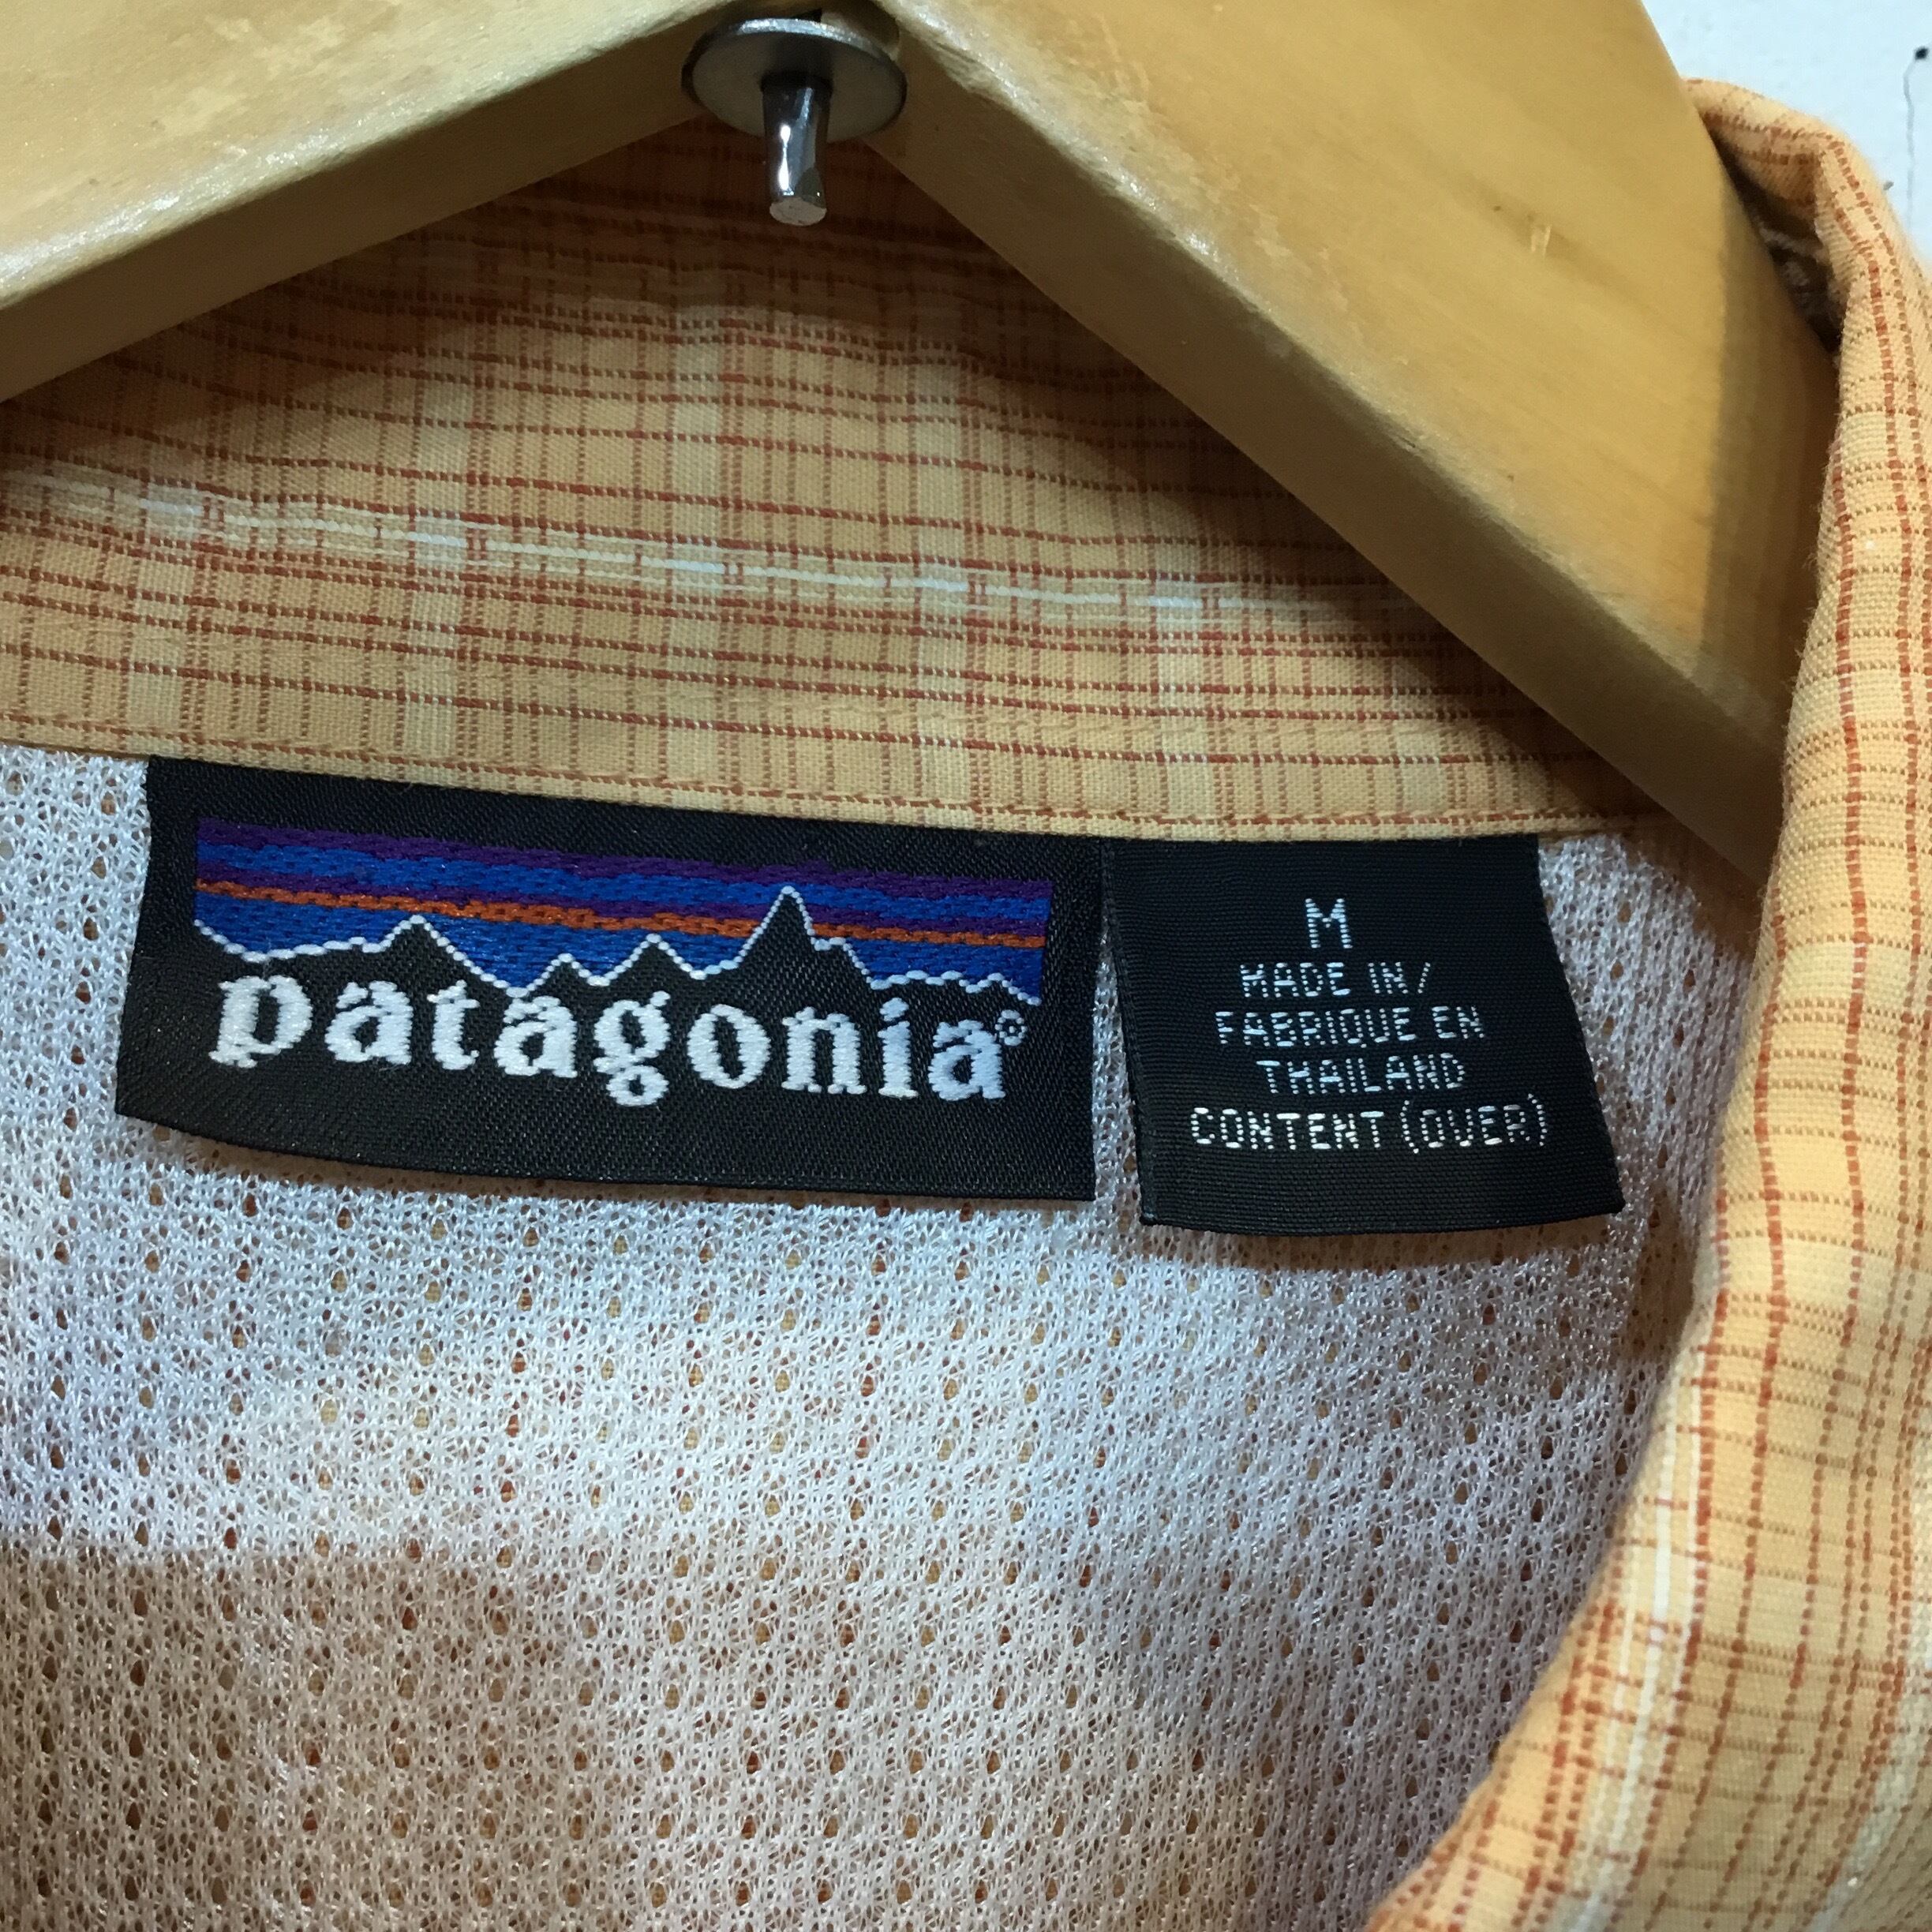 patagonia®
M
MADE IN/
FABRIQUE EN
THAILAND
CONTENT (OVER)